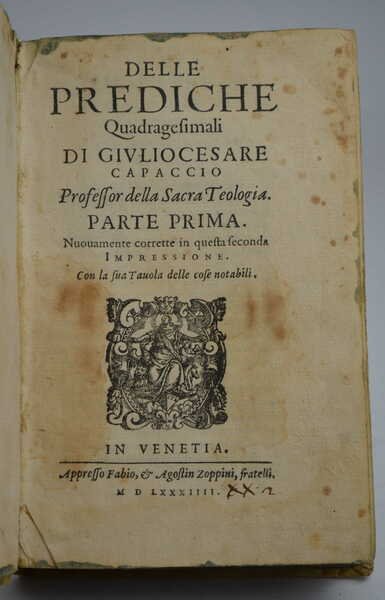 DELLE
PREDICHE
Quadragesimali
DI GIVLIOCESARE
CAPACCIO
Professor della Sacra Teologia.
PARTE PRIMA.
Nuouamente corrette in questa seconda
IMPRESSIONE.
Con la sua Tauola delle cose notabili.
IN VENETIA.
Appresso Fabio, & Agostin Zoppini, fratelli.
M D LXXXIIII.